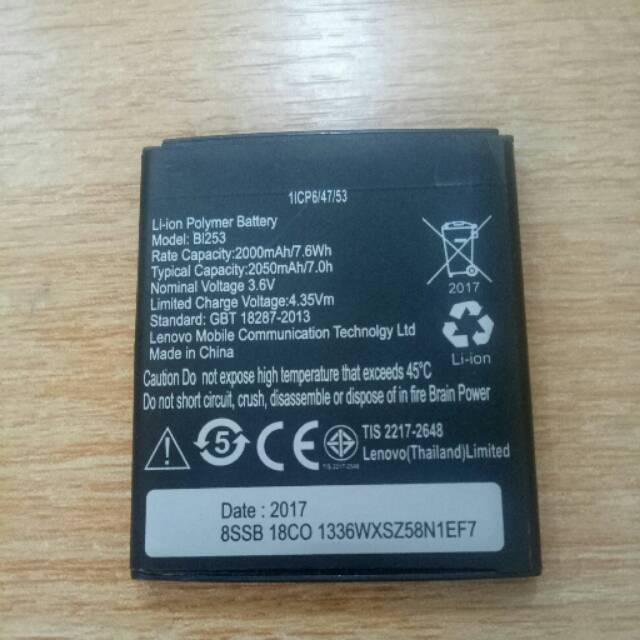 1ICP6/47/53
Li-ion Polymer Battery
Model: Bl253
Rate Capacity:2000mAh/7.6Wh
Typical Capacity:2050mAh/7.0h
Nominal Voltage 3.6V
Limited Charge Voltage:4.35Vm
Standard: GBT 18287-2013
Lenovo Mobile Communication Technolgy Ltd
Made in China
2017
Li-ion
Caution Do not expose high temperature that exceeds 45°C
Do not short circuit, crush, disassemble or dispose of in fire Brain Power
5
CE
TIS 2217-2548
TIS 2217-2648
Lenovo(Thailand)Limited
Date : 2017
8SSB 18CO 1336WXSZ58N1EF7